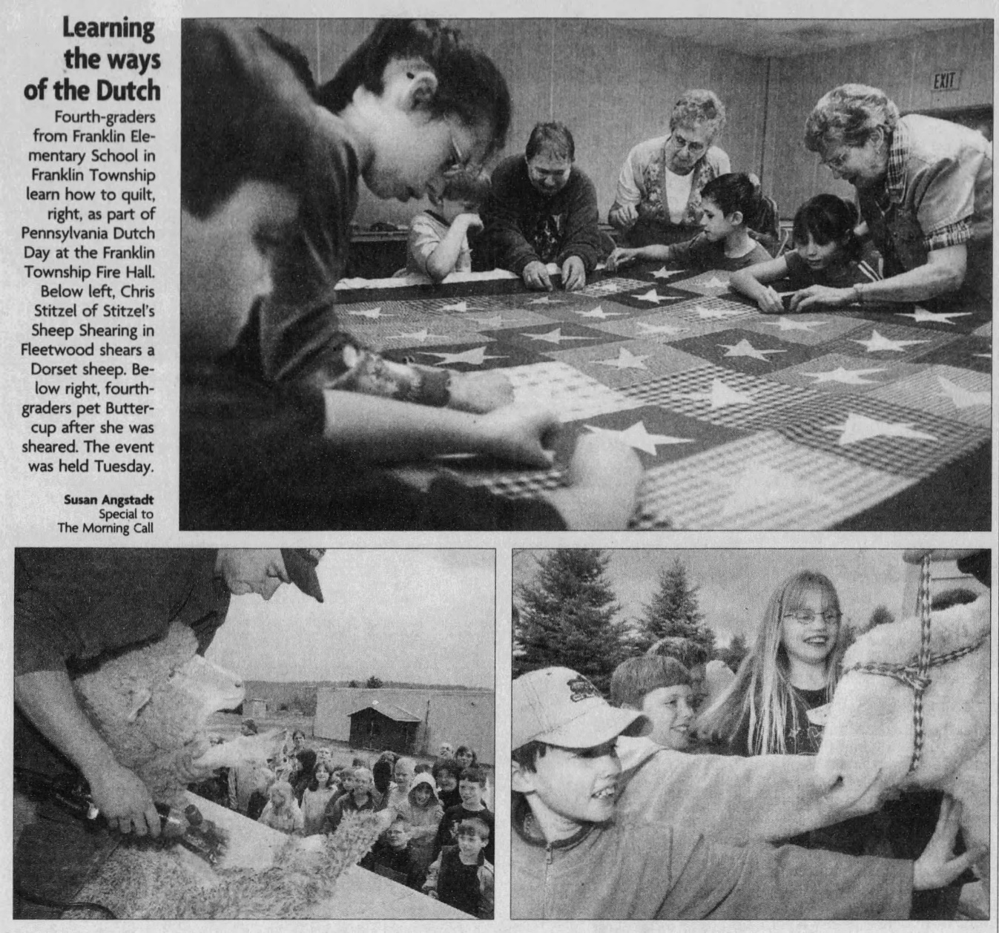 Learning
the ways
of the Dutch
Fourth-graders
from Franklin Ele-
mentary School in
Franklin Township
learn how to quilt,
right, as part of
Pennsylvania Dutch
Day at the Franklin
Township Fire Hall.
Below left, Chris
Stitzel of Stitzel's
Sheep Shearing in
Fleetwood shears a
Dorset sheep. Be-
low right, fourth-
graders pet Butter-
cup after she was
sheared. The event
was held Tuesday.
Susan Angstadt
Special to
The Morning Call
EXIT